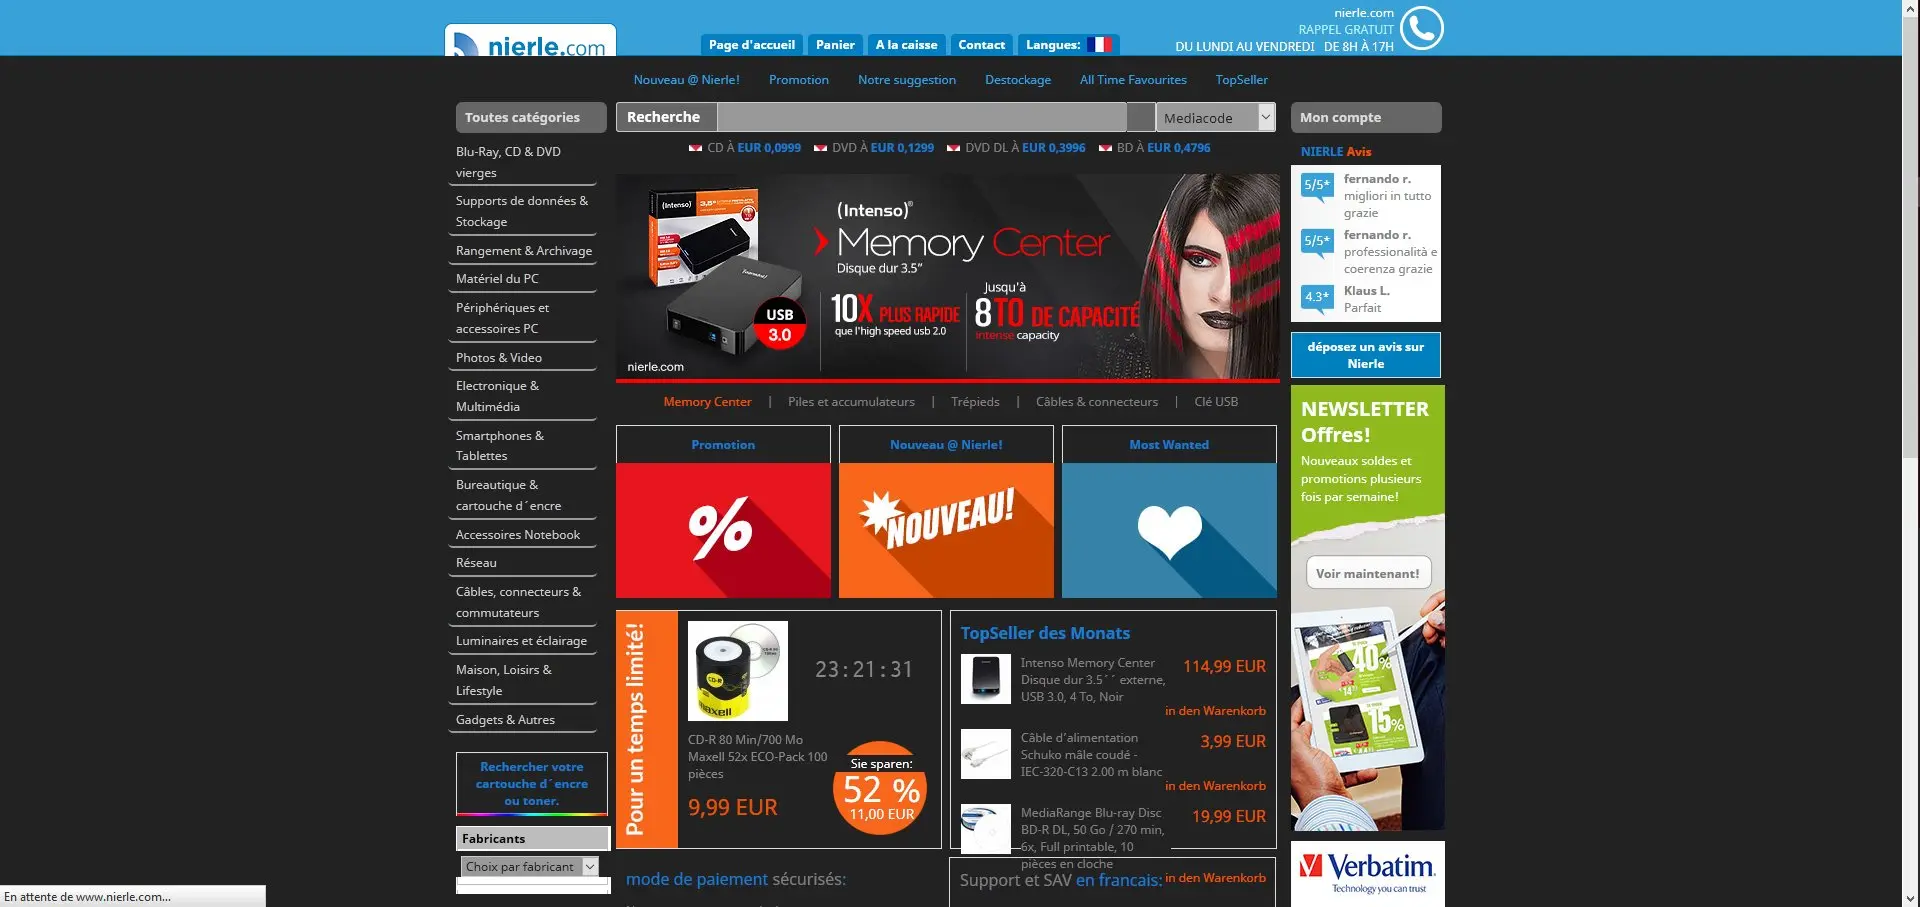 nierle.com
nierle.com
RAPPEL GRATUIT
DU LUNDI AU VENDREDI DE 8H À 17H
Page d'accueil
Panier
A la caisse
Contact
Langues:
Nouveau @ Nierle!
Promotion
Notre suggestion
Destockage
All Time Favourites
TopSeller
Toutes catégories
Recherche
Mediacode
Mon compte
CD À EUR 0,0999
DVD À EUR 0,1299
DVD DL À EUR 0,3996
BD À EUR 0,4796
Blu-Ray, CD & DVD
vierges
Supports de données &
Stockage
Rangement & Archivage
Matériel du PC
Périphériques et
accessoires PC
Photos & Video
Electronique &
Multimédia
Smartphones &
Tablettes
Bureautique &
cartouche d´encre
Accessoires Notebook
Réseau
Câbles, connecteurs &
commutateurs
Luminaires et éclairage
Maison, Loisirs &
Lifestyle
Gadgets & Autres
Rechercher votre
cartouche d´encre
ou toner.
Fabricants
Choix par fabricant
(Intenso)
3,5"
(Intenso)®
Memory Center
Disque dur 3.5”
Intenso
USB
3.0
10X PLUS RAPIDE
que l'high speed usb 2.0
Jusqu'à
8TO DE CAPACITÉ
intense capacity
nierle.com
Memory Center | Piles et accumulateurs | Trépieds | Câbles & connecteurs | Clé USB
Promotion
%
Nouveau @ Nierle!
NOUVEAU!
Most Wanted
Pour un temps limité!
CD-R
maxell
23:21:31
CD-R 80 Min/700 Mo
Maxell 52x ECO-Pack 100
pièces
9,99 EUR
Sie sparen:
52 %
11,00 EUR
TopSeller des Monats
Intenso Memory Center
Disque dur 3.5´´ externe,
USB 3.0, 4 To, Noir
114,99 EUR
in den Warenkorb
Câble d´alimentation
Schuko mâle coudé -
IEC-320-C13 2.00 m blanc
3,99 EUR
in den Warenkorb
MediaRange Blu-ray Disc
BD-R DL, 50 Go / 270 min,
6x, Full printable, 10
pièces en cloche
19,99 EUR
in den Warenkorb
mode de paiement sécurisés:
Support et SAV en francais:
NIERLE Avis
5/5*
fernando r.
migliori in tutto
grazie
5/5*
fernando r.
professionalità e
coerenza grazie
4.3*
Klaus L.
Parfait
déposez un avis sur
Nierle
NEWSLETTER
Offres!
Nouveaux soldes et
promotions plusieurs
fois par semaine!
Voir maintenant!
40%
15%
Verbatim.
Technology you can trust
En attente de www.nierle.com...